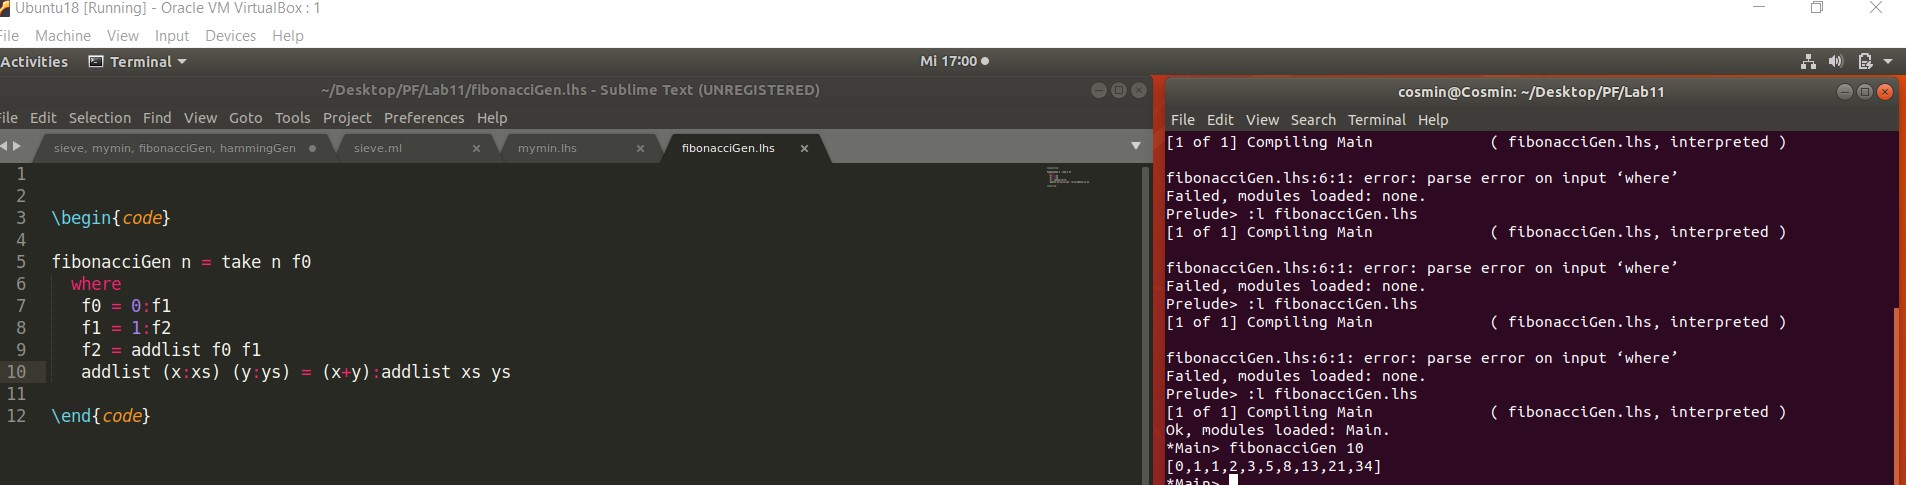 Ubuntu18 [Running] - Oracle VM VirtualBox : 1
File Machine View Input Devices Help
Activities Terminal Mi 17:00
~/Desktop/PF/Lab11/fibonacciGen.lhs - Sublime Text (UNREGISTERED)
File Edit Selection Find View Goto Tools Project Preferences Help
sieve, mymin, fibonacciGen, hammingGen sieve.ml mymin.lhs fibonacciGen.lhs
1
2
3 \begin{code}
4
5 fibonacciGen n = take n f0
6 where
7 f0 = 0:f1
8 f1 = 1:f2
9 f2 = addlist f0 f1
10 addlist (x:xs) (y:ys) = (x+y):addlist xs ys
11
12 \end{code}
cosmin@Cosmin: ~/Desktop/PF/Lab11
File Edit View Search Terminal Help
[1 of 1] Compiling Main ( fibonacciGen.lhs, interpreted )
fibonacciGen.lhs:6:1: error: parse error on input ‘where’
Failed, modules loaded: none.
Prelude> :l fibonacciGen.lhs
[1 of 1] Compiling Main ( fibonacciGen.lhs, interpreted )
fibonacciGen.lhs:6:1: error: parse error on input ‘where’
Failed, modules loaded: none.
Prelude> :l fibonacciGen.lhs
[1 of 1] Compiling Main ( fibonacciGen.lhs, interpreted )
fibonacciGen.lhs:6:1: error: parse error on input ‘where’
Failed, modules loaded: none.
Prelude> :l fibonacciGen.lhs
[1 of 1] Compiling Main ( fibonacciGen.lhs, interpreted )
Ok, modules loaded: Main.
*Main> fibonacciGen 10
[0,1,1,2,3,5,8,13,21,34]
*Main>